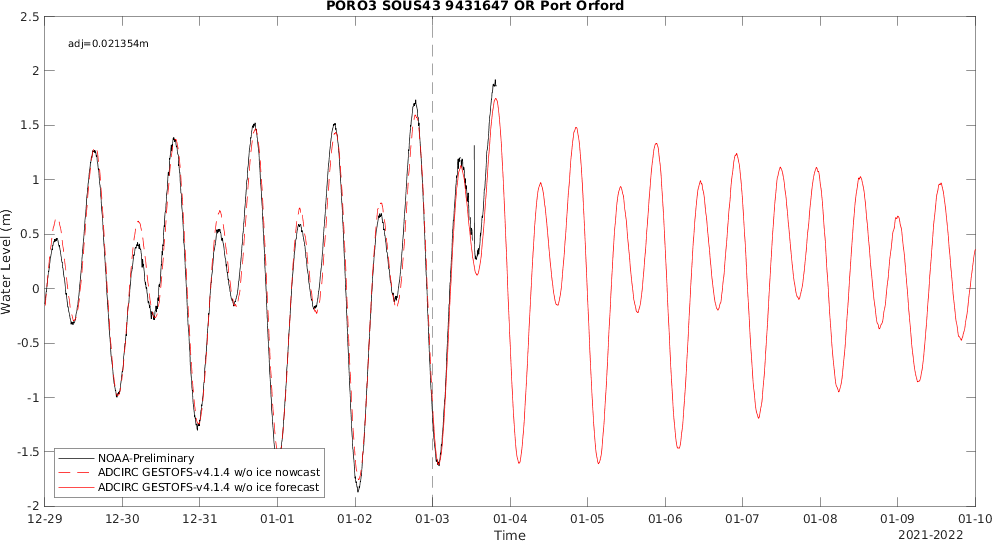 PORO3 SOUS43 9431647 OR Port Orford
adj=0.021354m
2.5
2
1.5
1
0.5
0
-0.5
-1
-1.5
-2
Water Level (m)
NOAA-Preliminary
ADCIRC GESTOFS-v4.1.4 w/o ice nowcast
ADCIRC GESTOFS-v4.1.4 w/o ice forecast
12-29 12-30 12-31 01-01 01-02 01-03 01-04 01-05 01-06 01-07 01-08 01-09 01-10
Time
2021-2022